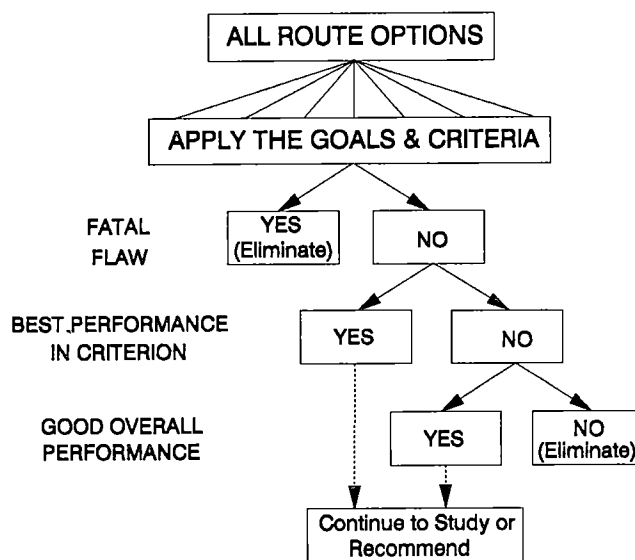 ALL ROUTE OPTIONS
APPLY THE GOALS & CRITERIA
FATAL
FLAW
YES
(Eliminate)
NO
BEST PERFORMANCE
IN CRITERION
YES
NO
GOOD OVERALL
PERFORMANCE
YES
NO
(Eliminate)
Continue to Study or
Recommend